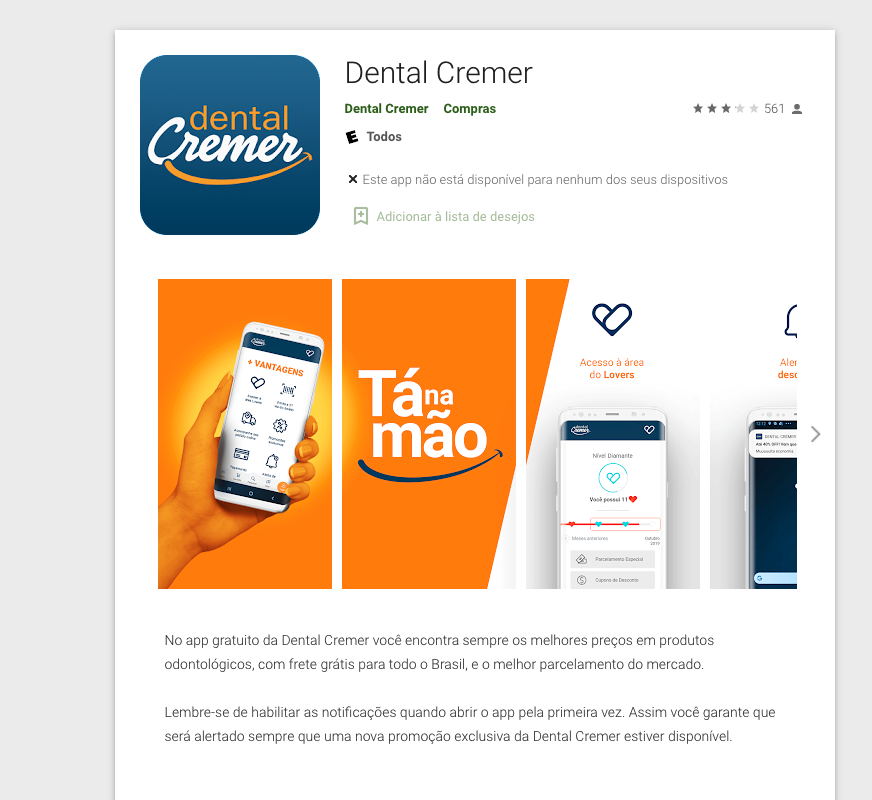 dental
Cremer
Dental Cremer
Dental Cremer Compras
561
E Todos
Este app não está disponível para nenhum dos seus dispositivos
Adicionar à lista de desejos
+ VANTAGENS
Tá na
mão
Acesso à área
do Lovers
Nível Diamante
Você possui 11
Meses anteriores
Outubro
2019
Parcelamento Especial
Cupons de Desconto
DENTAL CREMER
No app gratuito da Dental Cremer você encontra sempre os melhores preços em produtos
odontológicos, com frete grátis para todo o Brasil, e o melhor parcelamento do mercado.
Lembre-se de habilitar as notificações quando abrir o app pela primeira vez. Assim você garante que
será alertado sempre que uma nova promoção exclusiva da Dental Cremer estiver disponível.